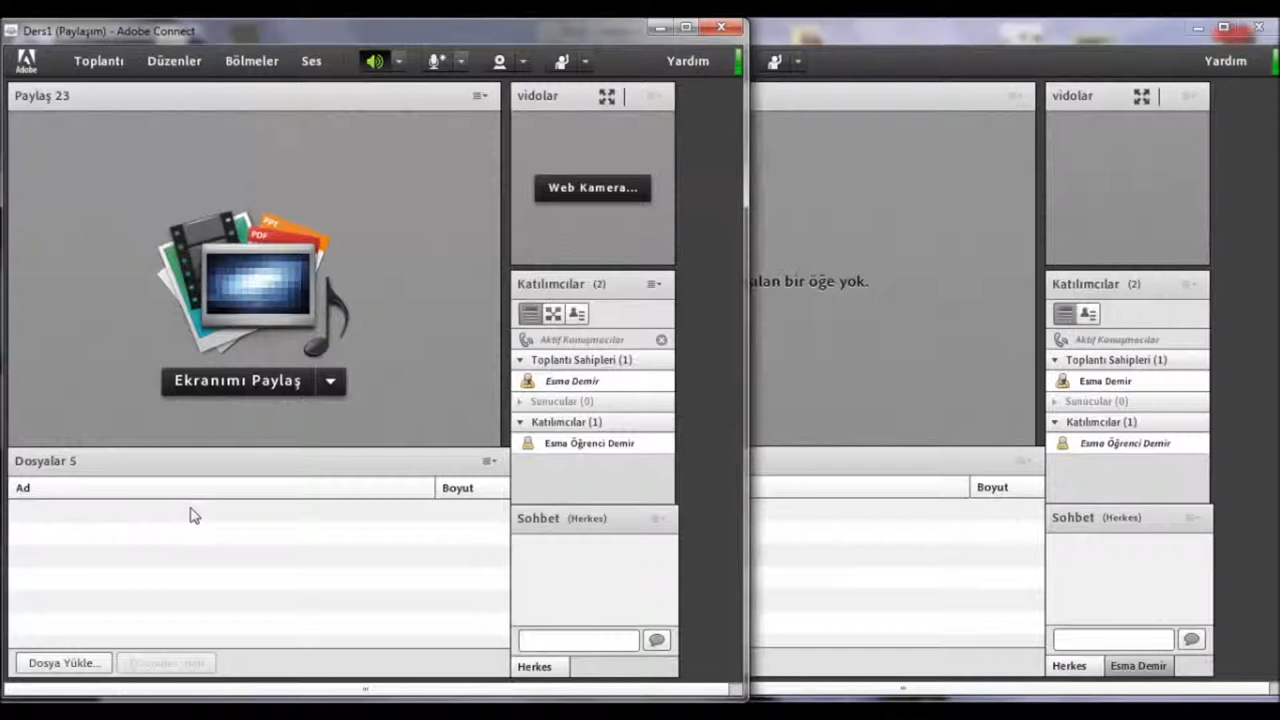 Ders1 (Paylaşım) - Adobe Connect
Adobe
Toplantı
Düzenler
Bölmeler
Ses
Yardım
Paylaş 23
PPT
PDF
Ekranımı Paylaş
vidolar
Web Kamera...
Katılımcılar (2)
Aktif Konuşmacılar
Toplantı Sahipleri (1)
Esma Demir
Sunucular (0)
Katılımcılar (1)
Esma Öğrenci Demir
Dosyalar 5
Ad
Boyut
Dosya Yükle...
Sohbet (Herkes)
Herkes
Yardım
ılan bir öğe yok.
vidolar
Katılımcılar (2)
Aktif Konuşmacılar
Toplantı Sahipleri (1)
Esma Demir
Sunucular (0)
Katılımcılar (1)
Esma Öğrenci Demir
Boyut
Sohbet (Herkes)
Herkes
Esma Demir